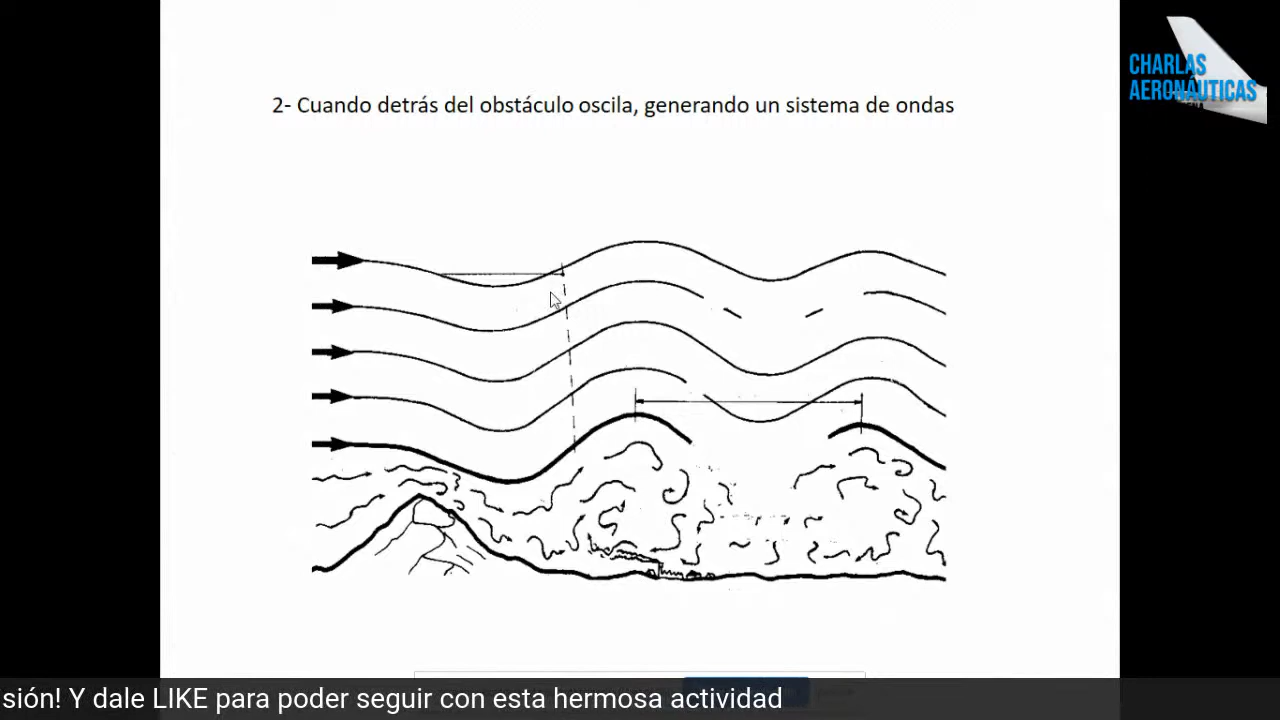 CHARLAS
AERONÁUTICAS
2- Cuando detrás del obstáculo oscila, generando un sistema de ondas
sión! Y dale LIKE para poder seguir con esta hermosa actividad